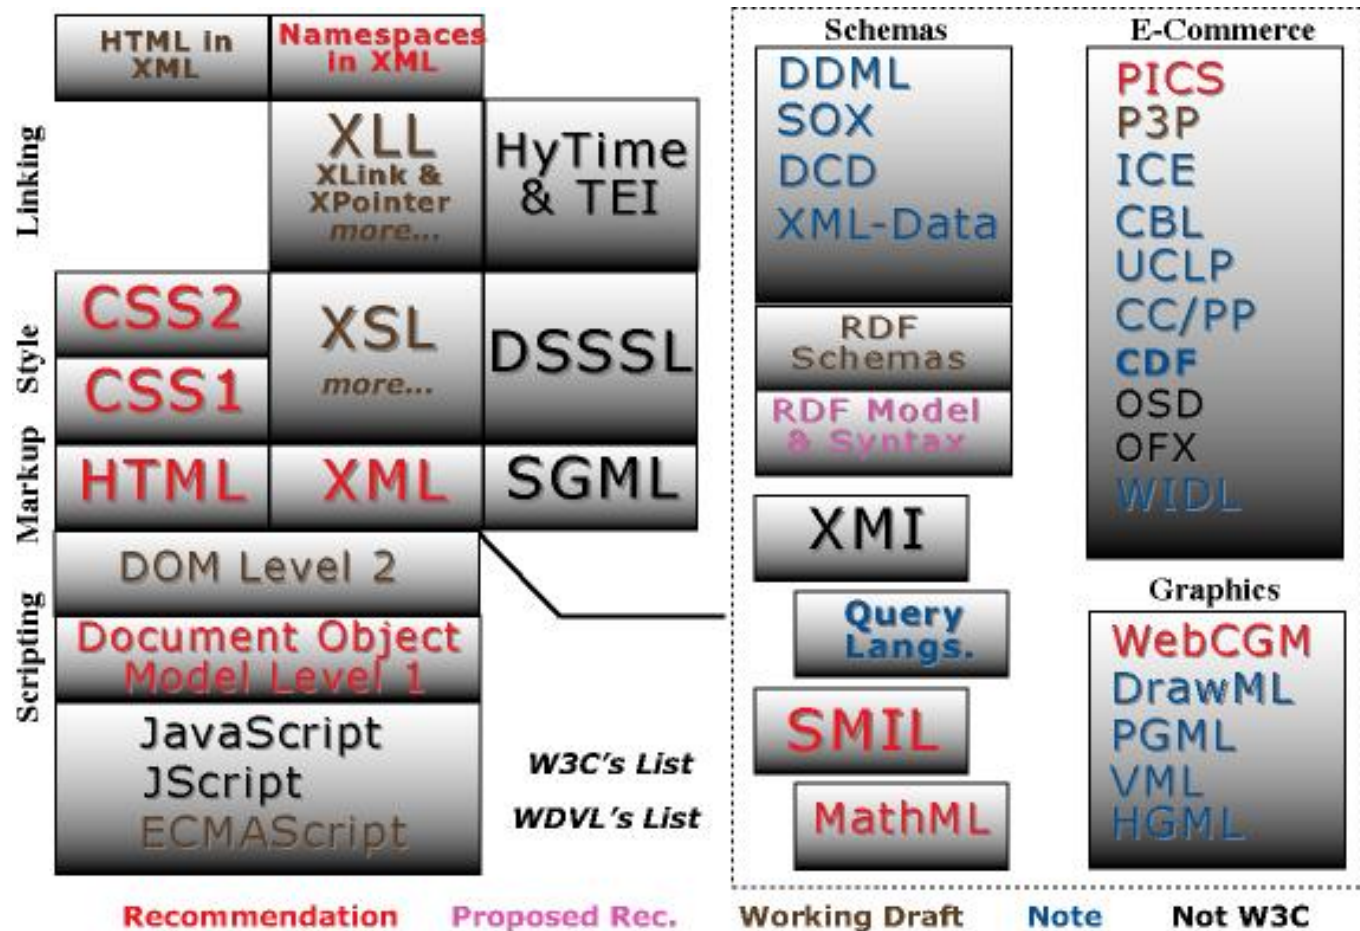 HTML in
XML
Namespaces
in XML
Linking
XLL
XLink &
XPointer
more...
HyTime
& TEI
Style
CSS2
CSS1
XSL
more...
DSSSL
Markup
HTML
XML
SGML
Scripting
DOM Level 2
Document Object
Model Level 1
JavaScript
JScript
ECMAScript
W3C's List
WDVL's List
Schemas
DDML
SOX
DCD
XML-Data
RDF
Schemas
RDF Model
& Syntax
XMI
Query
Langs.
SMIL
MathML
E-Commerce
PICS
P3P
ICE
CBL
UCLP
CC/PP
CDF
OSD
OFX
WIDL
Graphics
WebCGM
DrawML
PGML
VML
HGML
Recommendation Proposed Rec. Working Draft Note Not W3C